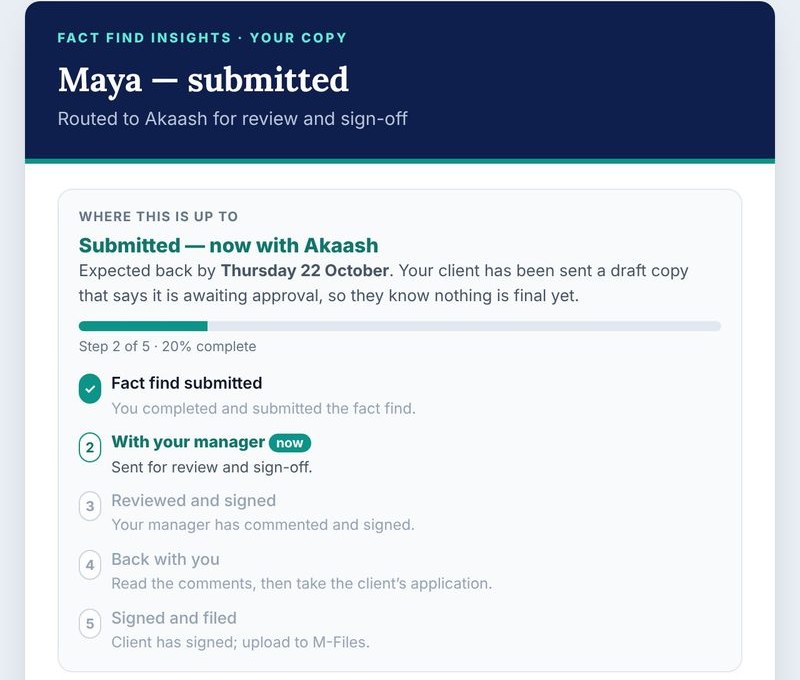 FACT FIND INSIGHTS · YOUR COPY
Maya — submitted
Routed to Akaash for review and sign-off
WHERE THIS IS UP TO
Submitted — now with Akaash
Expected back by Thursday 22 October. Your client has been sent a draft copy
that says it is awaiting approval, so they know nothing is final yet.
Step 2 of 5 · 20% complete
Fact find submitted
You completed and submitted the fact find.
2 With your manager now
Sent for review and sign-off.
3 Reviewed and signed
Your manager has commented and signed.
4 Back with you
Read the comments, then take the client’s application.
5 Signed and filed
Client has signed; upload to M-Files.